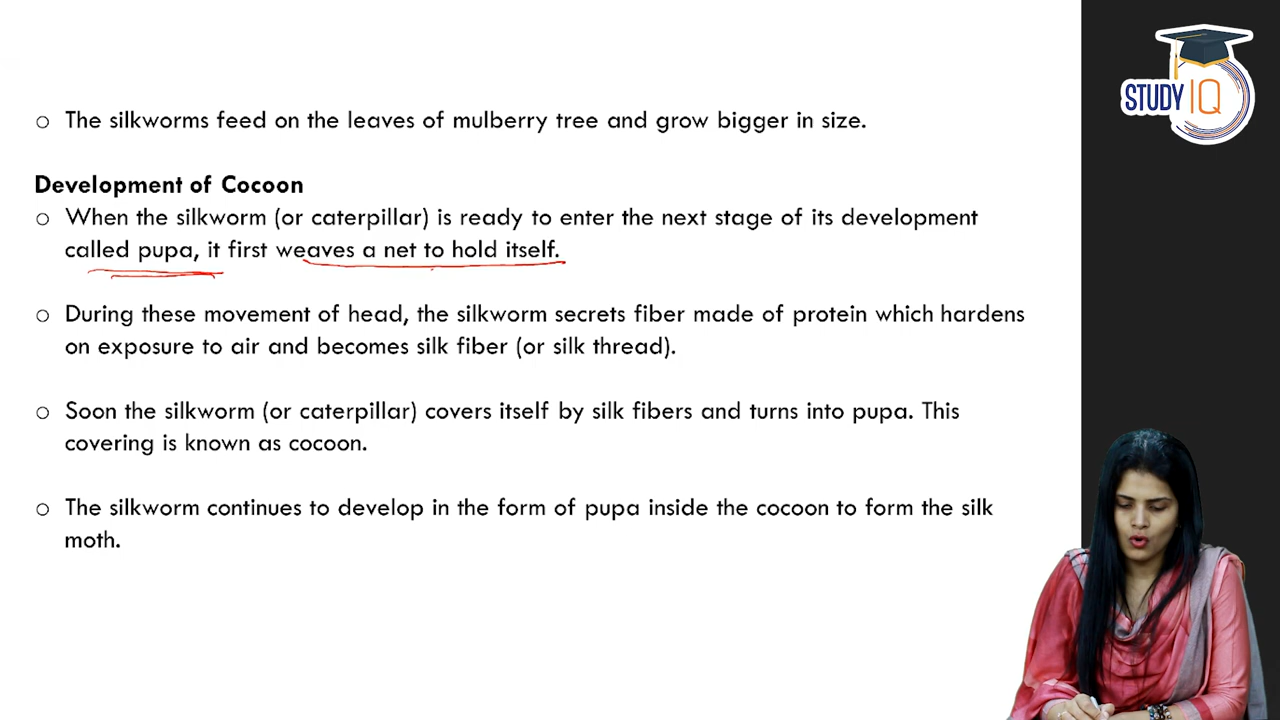 The silkworms feed on the leaves of mulberry tree and grow bigger in size.
Development of Cocoon
When the silkworm (or caterpillar) is ready to enter the next stage of its development
called pupa, it first weaves a net to hold itself.
During these movement of head, the silkworm secrets fiber made of protein which hardens
on exposure to air and becomes silk fiber (or silk thread).
Soon the silkworm (or caterpillar) covers itself by silk fibers and turns into pupa. This
covering is known as cocoon.
The silkworm continues to develop in the form of pupa inside the cocoon to form the silk
moth.
STUDY IQ